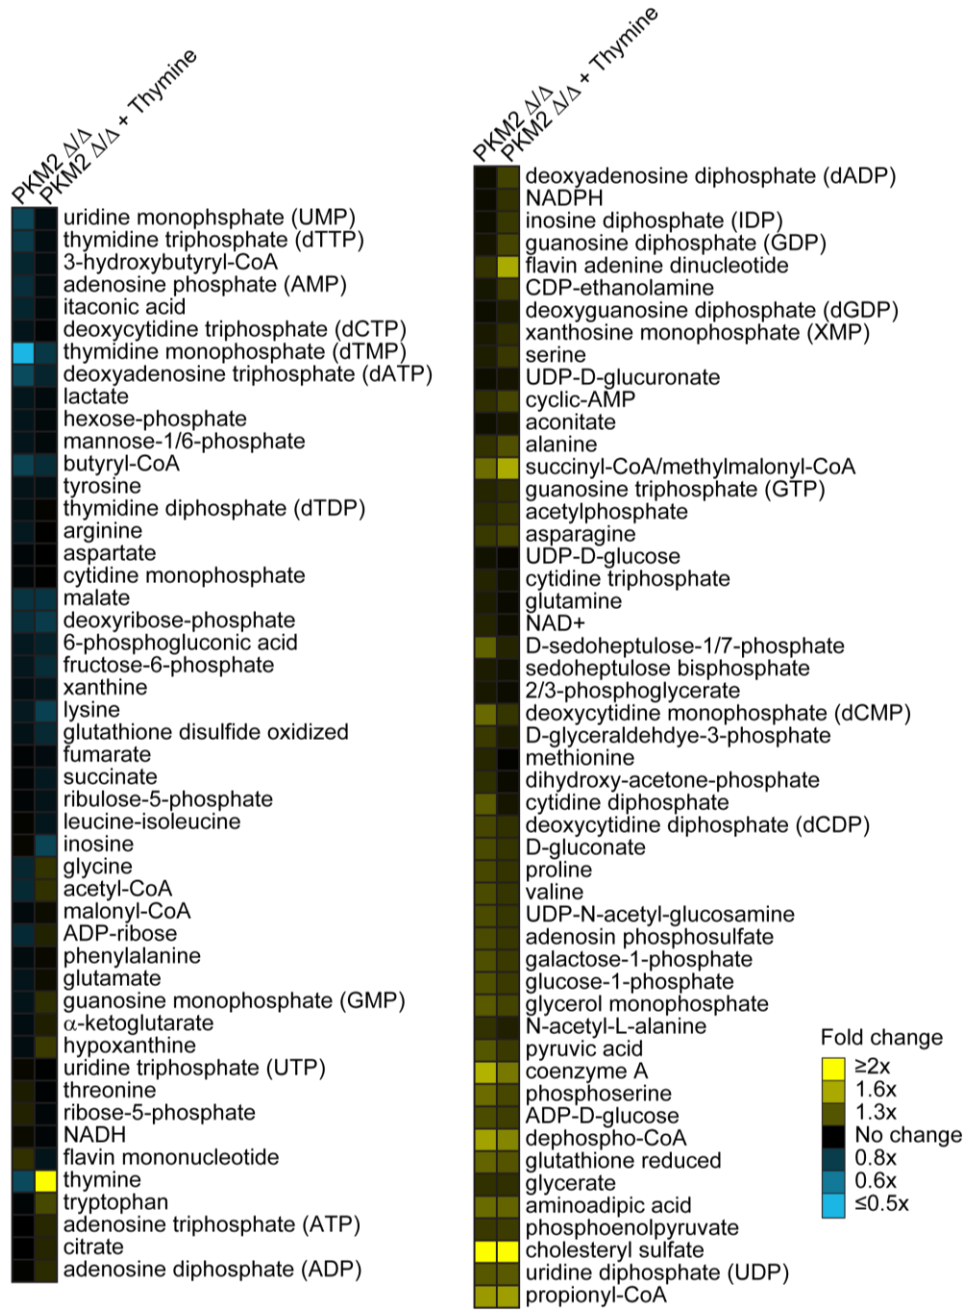 PKM2 Δ/Δ
PKM2 Δ/Δ + Thymine
uridine monophsphate (UMP)
thymidine triphosphate (dTTP)
3-hydroxybutyryl-CoA
adenosine phosphate (AMP)
itaconic acid
deoxycytidine triphosphate (dCTP)
thymidine monophosphate (dTMP)
deoxyadenosine triphosphate (dATP)
lactate
hexose-phosphate
mannose-1/6-phosphate
butyryl-CoA
tyrosine
thymidine diphosphate (dTDP)
arginine
aspartate
cytidine monophosphate
malate
deoxyribose-phosphate
6-phosphogluconic acid
fructose-6-phosphate
xanthine
lysine
glutathione disulfide oxidized
fumarate
succinate
ribulose-5-phosphate
leucine-isoleucine
inosine
glycine
acetyl-CoA
malonyl-CoA
ADP-ribose
phenylalanine
glutamate
guanosine monophosphate (GMP)
α-ketoglutarate
hypoxanthine
uridine triphosphate (UTP)
threonine
ribose-5-phosphate
NADH
flavin mononucleotide
thymine
tryptophan
adenosine triphosphate (ATP)
citrate
adenosine diphosphate (ADP)
PKM2 Δ/Δ
PKM2 Δ/Δ + Thymine
deoxyadenosine diphosphate (dADP)
NADPH
inosine diphosphate (IDP)
guanosine diphosphate (GDP)
flavin adenine dinucleotide
CDP-ethanolamine
deoxyguanosine diphosphate (dGDP)
xanthosine monophosphate (XMP)
serine
UDP-D-glucuronate
cyclic-AMP
aconitate
alanine
succinyl-CoA/methylmalonyl-CoA
guanosine triphosphate (GTP)
acetylphosphate
asparagine
UDP-D-glucose
cytidine triphosphate
glutamine
NAD+
D-sedoheptulose-1/7-phosphate
sedoheptulose bisphosphate
2/3-phosphoglycerate
deoxycytidine monophosphate (dCMP)
D-glyceraldehdye-3-phosphate
methionine
dihydroxy-acetone-phosphate
cytidine diphosphate
deoxycytidine diphosphate (dCDP)
D-gluconate
proline
valine
UDP-N-acetyl-glucosamine
adenosin phosphosulfate
galactose-1-phosphate
glucose-1-phosphate
glycerol monophosphate
N-acetyl-L-alanine
pyruvic acid
coenzyme A
phosphoserine
ADP-D-glucose
dephospho-CoA
glutathione reduced
glycerate
aminoadipic acid
phosphoenolpyruvate
cholesteryl sulfate
uridine diphosphate (UDP)
propionyl-CoA
Fold change
≥2x
1.6x
1.3x
No change
0.8x
0.6x
≤0.5x